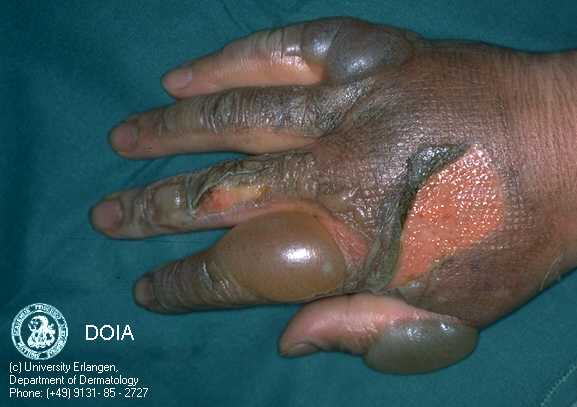 DOIA
(c) University Erlangen,
Department of Dermatology
Phone: (+49) 9131- 85 - 2727